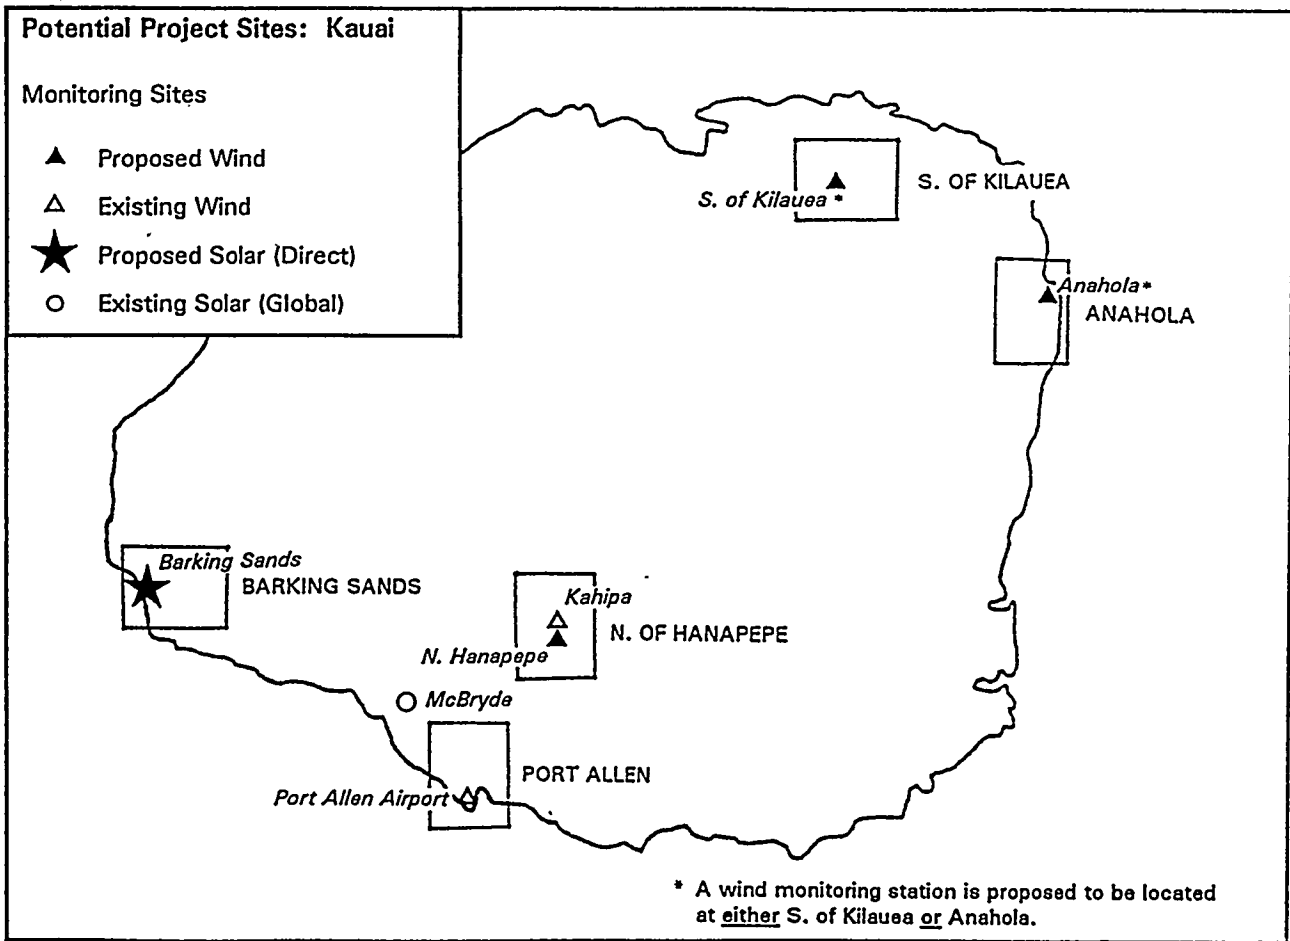 Potential Project Sites: Kauai
Monitoring Sites
Proposed Wind
Existing Wind
Proposed Solar (Direct)
Existing Solar (Global)
S. of Kilauea *
S. OF KILAUEA
Anahola*
ANAHOLA
Barking Sands
BARKING SANDS
Kahipa
N. OF HANAPEPE
N. Hanapepe
McBryde
PORT ALLEN
Port Allen Airport
* A wind monitoring station is proposed to be located
at either S. of Kilauea or Anahola.